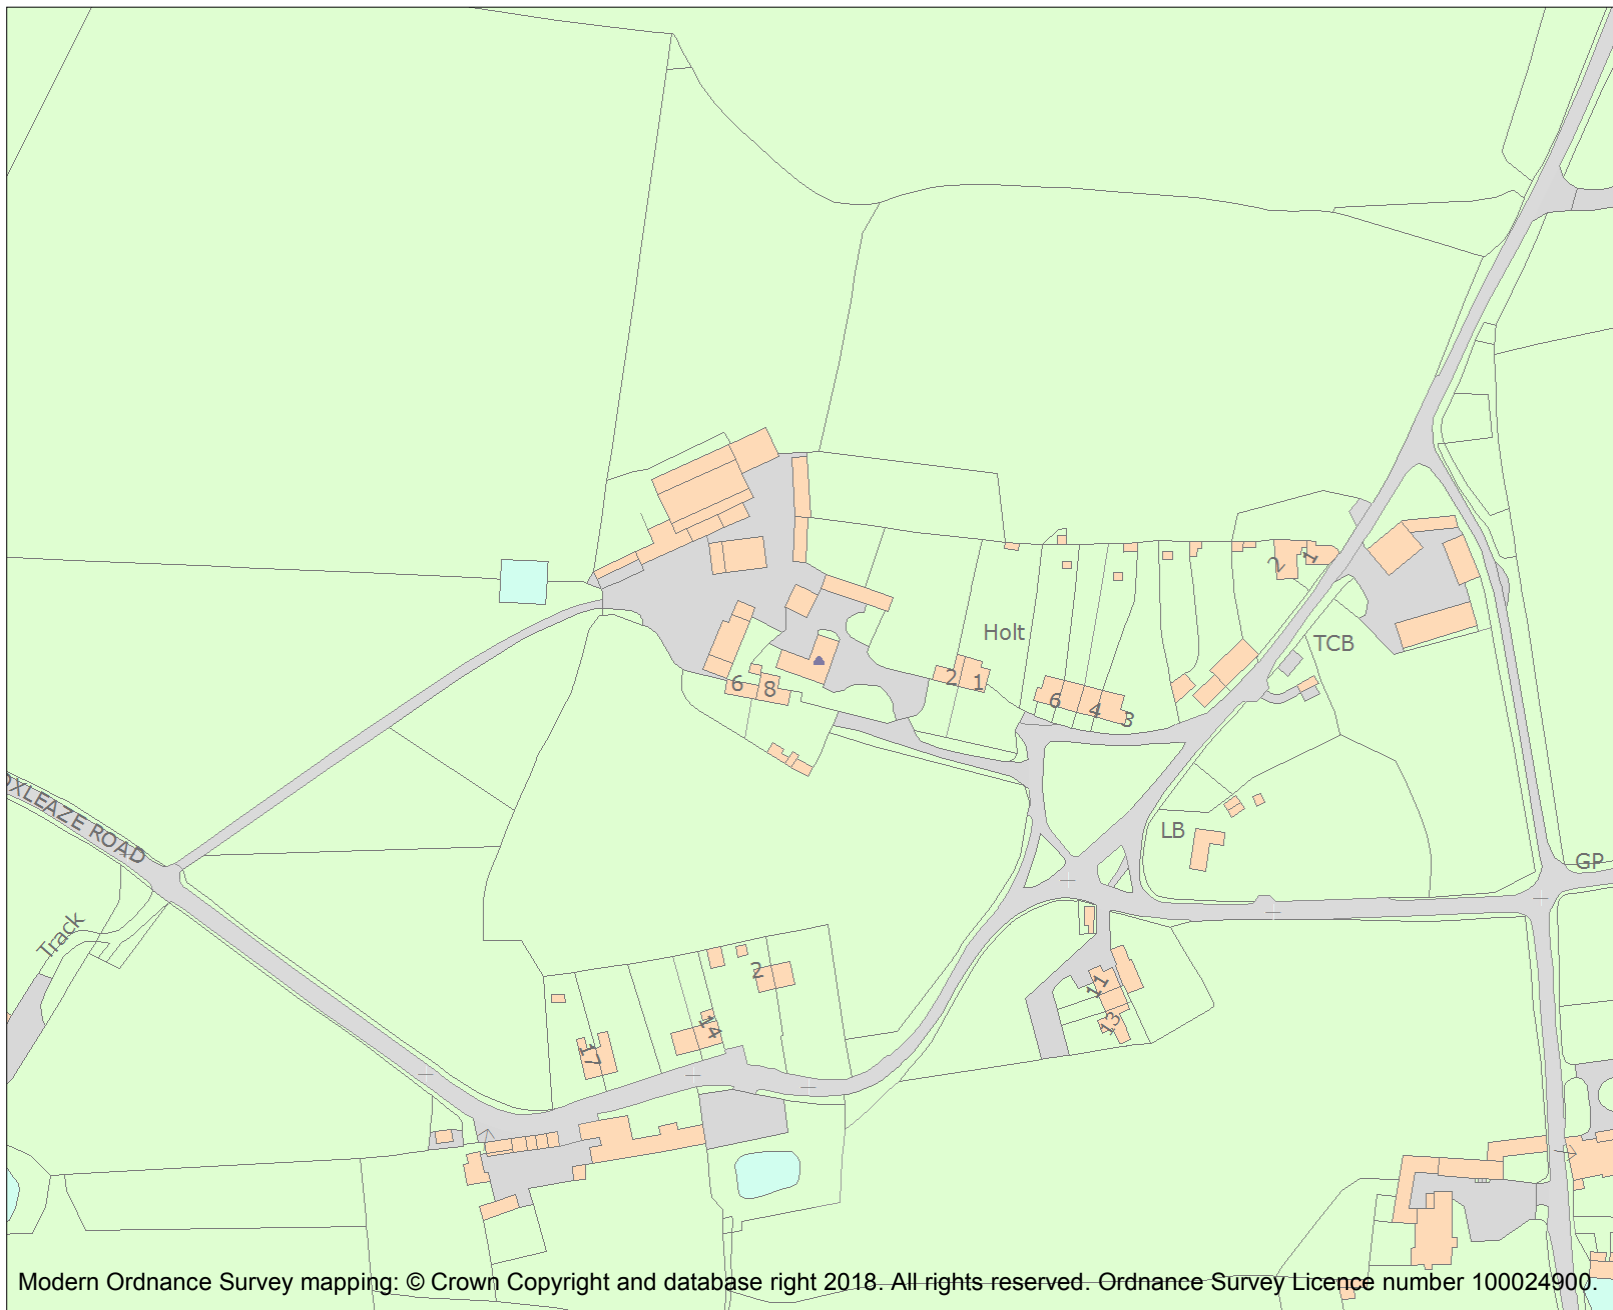 2
1
TCB
Holt
6
8
2
1
6
4
3
OXLEAZE ROAD
LB
GP
Track
2
14
17
11
13
Modern Ordnance Survey mapping: © Crown Copyright and database right 2018. All rights reserved. Ordnance Survey Licence number 100024900.